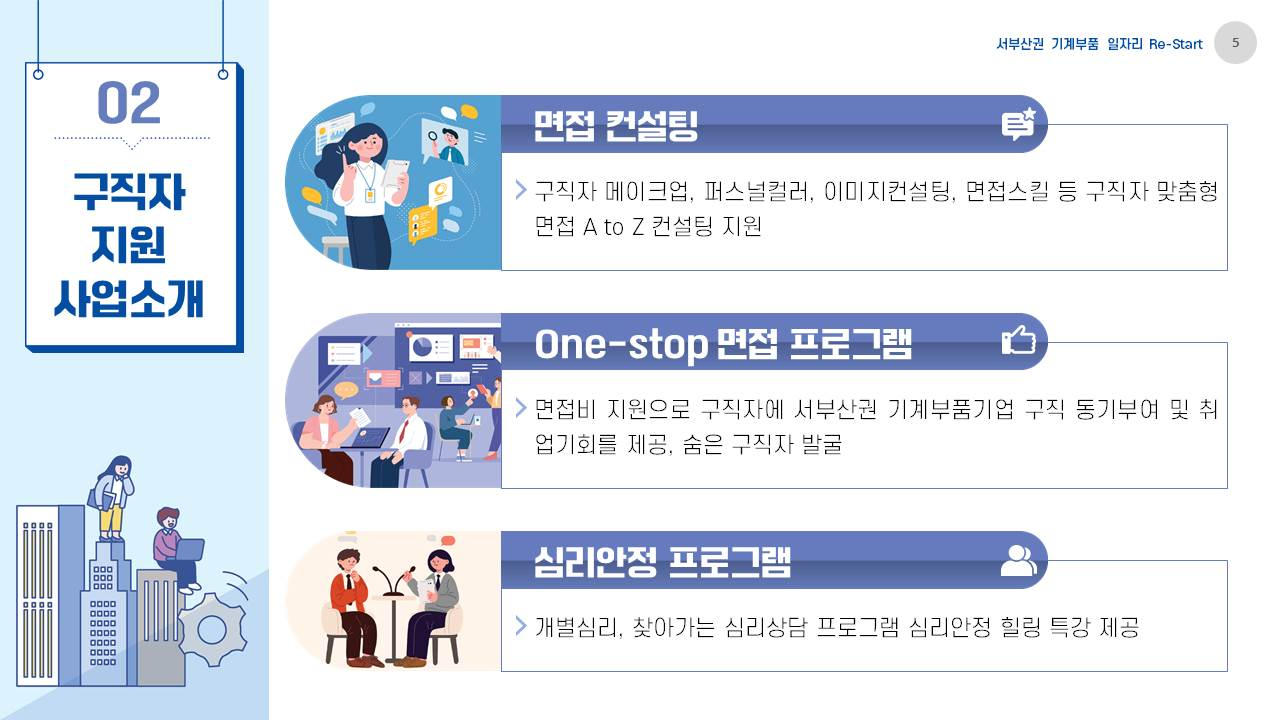 서부산권 기계부품 일자리 Re-Start
5
02
구직자
지원
사업소개
면접 컨설팅
구직자 메이크업, 퍼스널컬러, 이미지컨설팅, 면접스킬 등 구직자 맞춤형
면접 A to Z 컨설팅 지원
One-stop 면접 프로그램
면접비 지원으로 구직자에 서부산권 기계부품기업 구직 동기부여 및 취
업기회를 제공, 숨은 구직자 발굴
심리안정 프로그램
개별심리, 찾아가는 심리상담 프로그램 심리안정 힐링 특강 제공